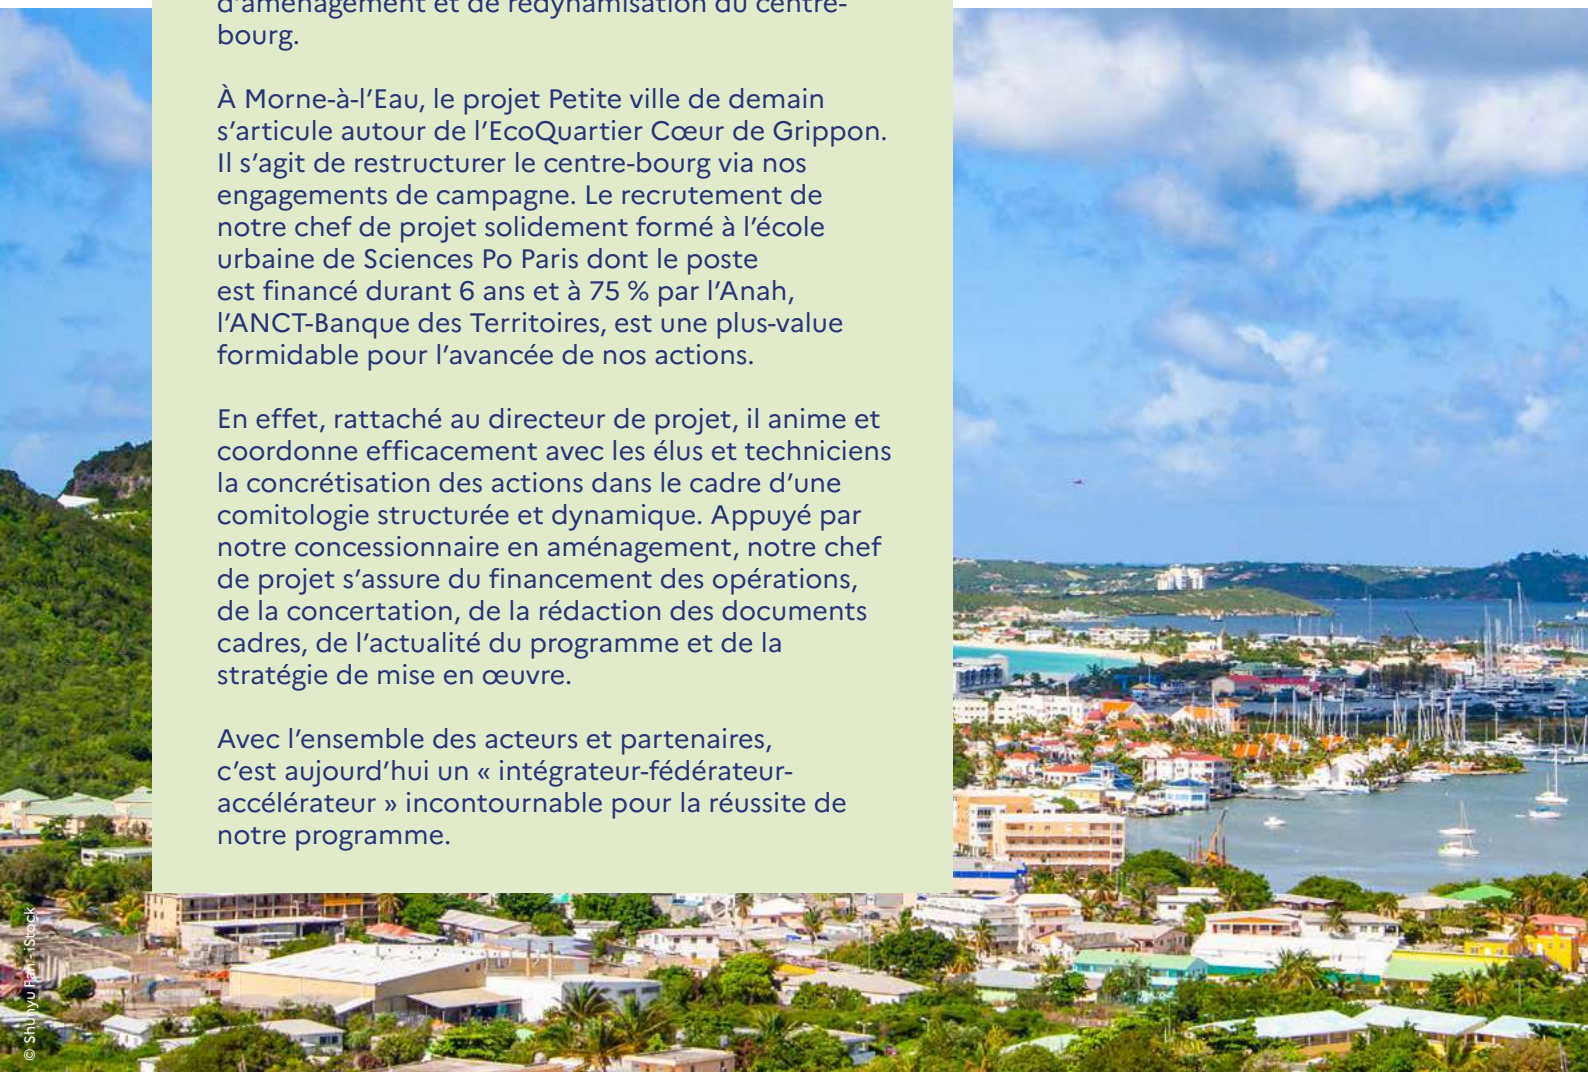 d'aménagement et de redynamisation du centre-
bourg.
À Morne-à-l'Eau, le projet Petite ville de demain
s'articule autour de l'EcoQuartier Cœur de Grippon.
Il s'agit de restructurer le centre-bourg via nos
engagements de campagne. Le recrutement de
notre chef de projet solidement formé à l'école
urbaine de Sciences Po Paris dont le poste
est financé durant 6 ans et à 75 % par l'Anah,
l'ANCT-Banque des Territoires, est une plus-value
formidable pour l'avancée de nos actions.
En effet, rattaché au directeur de projet, il anime et
coordonne efficacement avec les élus et techniciens
la concrétisation des actions dans le cadre d'une
comitologie structurée et dynamique. Appuyé par
notre concessionnaire en aménagement, notre chef
de projet s'assure du financement des opérations,
de la concertation, de la rédaction des documents
cadres, de l'actualité du programme et de la
stratégie de mise en œuvre.
Avec l'ensemble des acteurs et partenaires,
c'est aujourd'hui un « intégrateur-fédérateur-
accélérateur » incontournable pour la réussite de
notre programme.
© Shunyu Fan-iStock